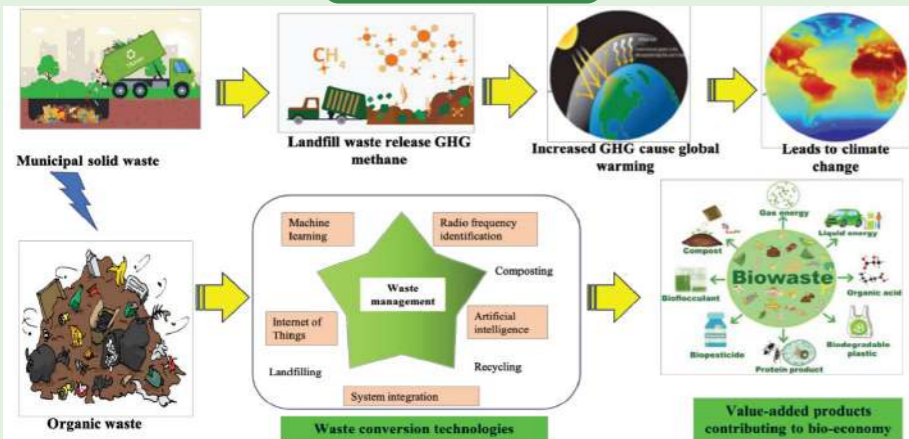 CH4
Municipal solid waste
Landfill waste release GHG
methane
Increased GHG cause global
warming
Leads to climate
change
Organic waste
Machine
learning
Radio frequency
identification
Composting
Waste
management
Internet of
Things
Artificial
intelligence
Landfilling
Recycling
System integration
Waste conversion technologies
Gas energy
Liquid energy
Compost
Biowaste
Bioflocculant
Organic acid
Biopesticide
Biodegradable
plastic
Protein product
Value-added products
contributing to bio-economy